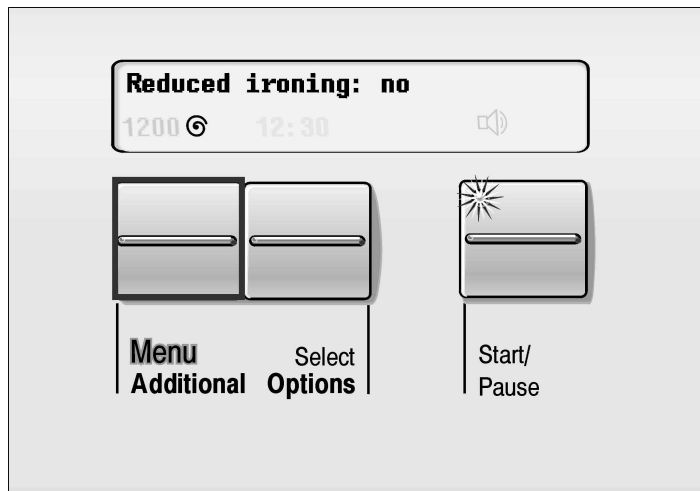 Reduced ironing: no
1200 12:30
Menu Select
Additional Options
Start/
Pause